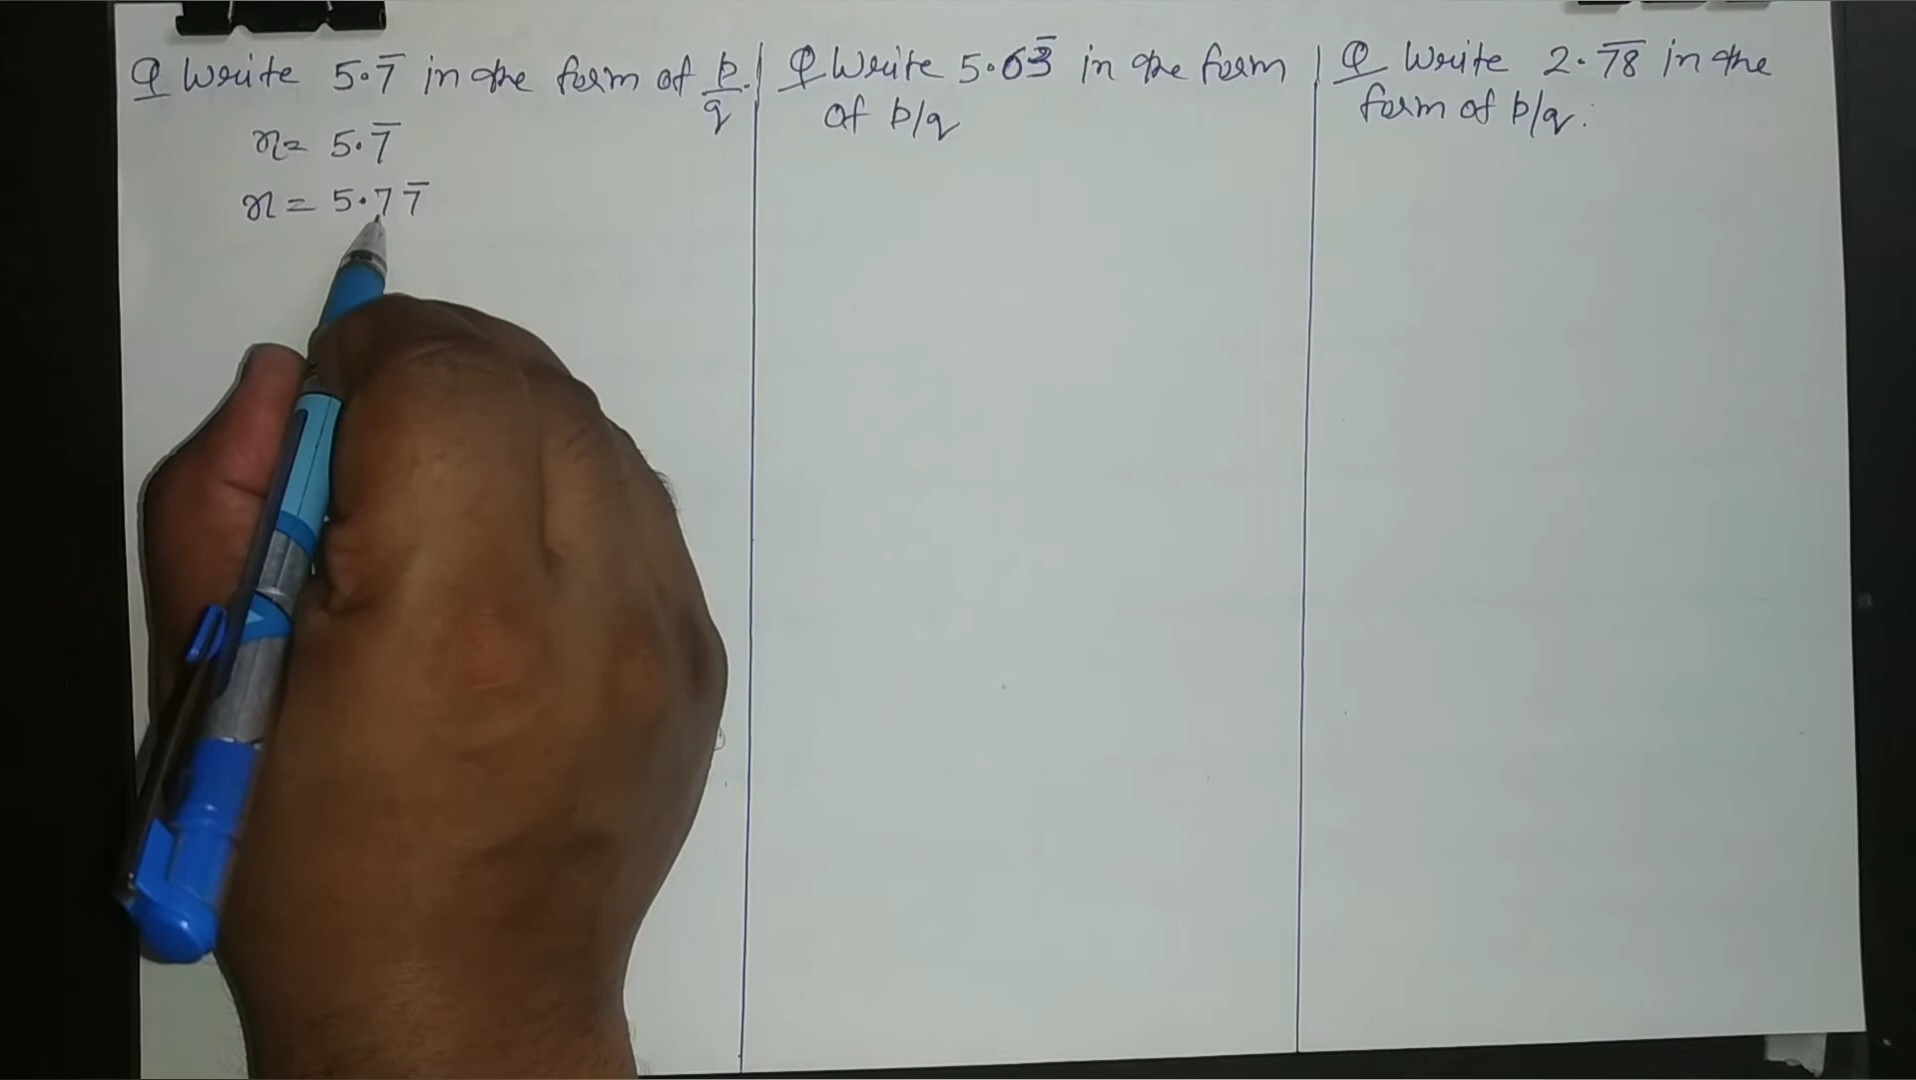 Q Write 5.7̅ in the form of p/q.
x = 5.7̅
x = 5.77̅
Q Write 5.63̅ in the form
of p/q
Q Write 2.7̅8̅ in the
form of p/q.